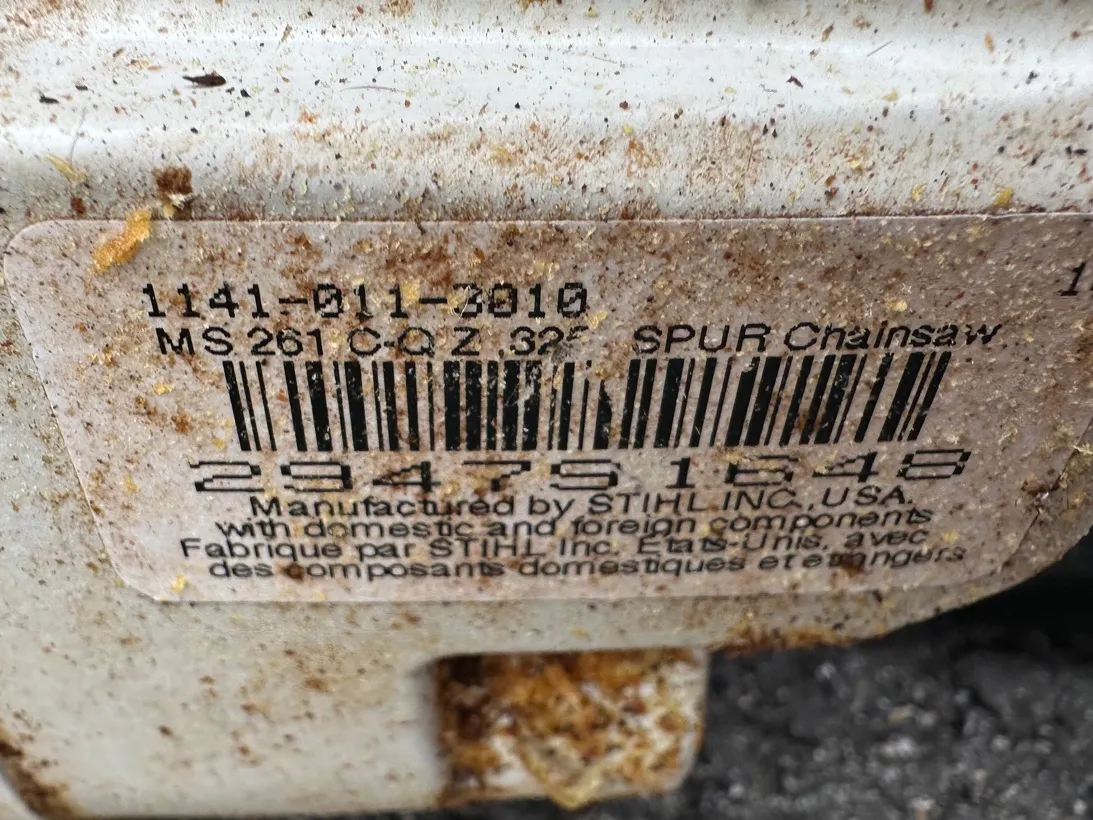 1141-011-3010
MS 261 C-Q Z .325 SPUR Chainsaw
294751648
Manufactured by STIHL INC., USA.
with domestic and foreign components
Fabrique par STIHL Inc. Etats-Unis, avec
des composants domestiques et etrangers